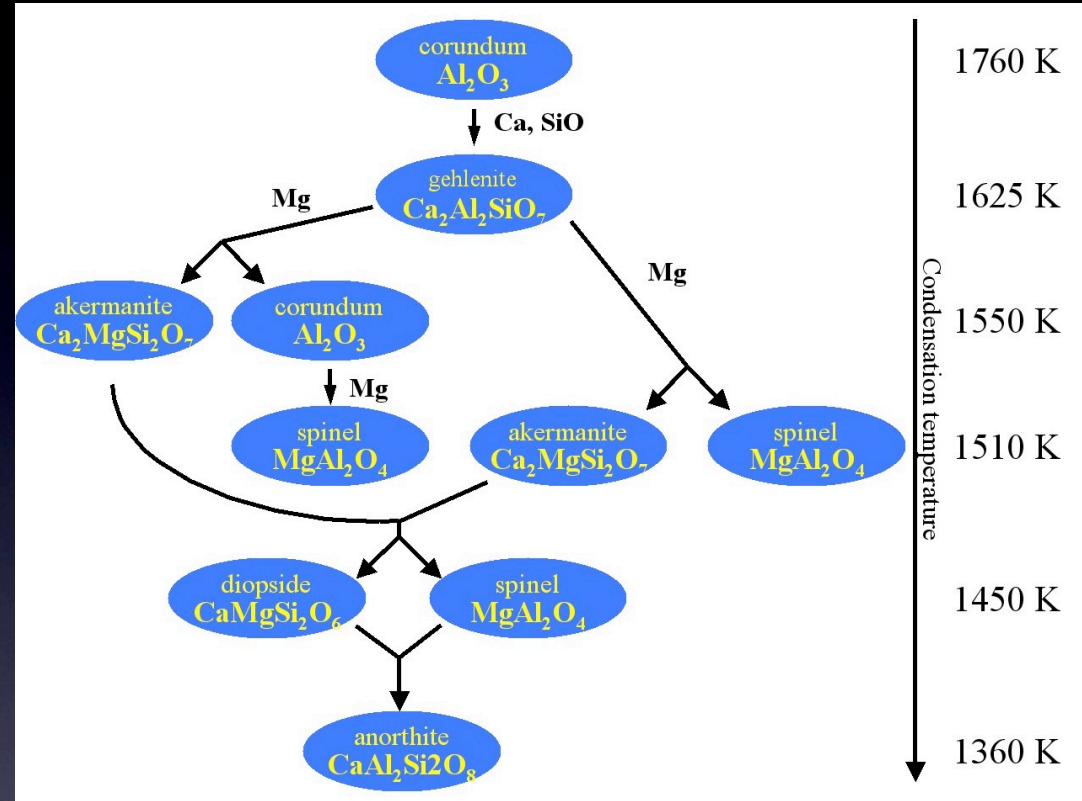 corundum
Al₂O₃
1760 K
Ca, SiO
gehlenite
Ca₂Al₂SiO₇
1625 K
Mg
Mg
akermanite
Ca₂MgSi₂O₇
corundum
Al₂O₃
1550 K
Mg
spinel
MgAl₂O₄
akermanite
Ca₂MgSi₂O₇
spinel
MgAl₂O₄
1510 K
Condensation temperature
diopside
CaMgSi₂O₆
spinel
MgAl₂O₄
1450 K
anorthite
CaAl₂Si2O₈
1360 K